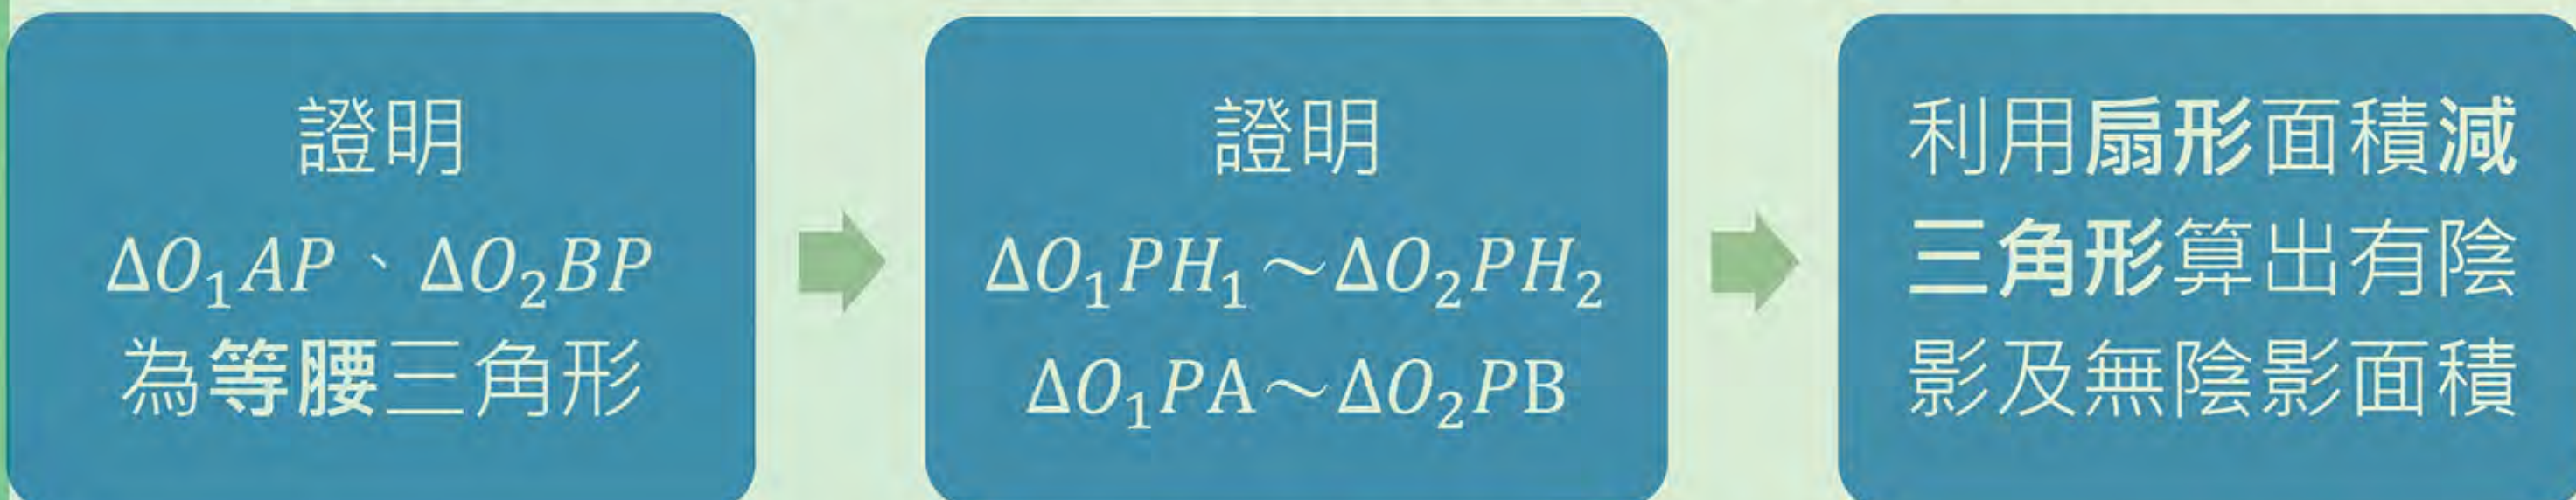 證明
ΔO₁AP、ΔO₂BP
為等腰三角形
證明
ΔO₁PH₁~ΔO₂PH₂
ΔO₁PA~ΔO₂PB
利用扇形面積減
三角形算出有陰
影及無陰影面積